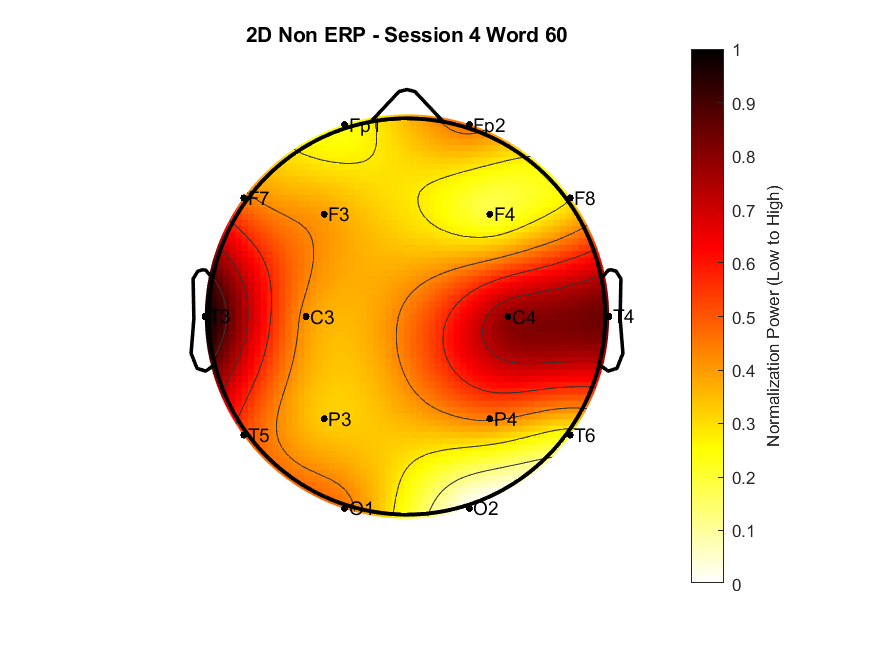 2D Non ERP - Session 4 Word 60
Fp1
Fp2
F7
F3
F4
F8
T3
C3
C4
T4
T5
P3
P4
T6
O1
O2
1
0.9
0.8
0.7
0.6
0.5
0.4
0.3
0.2
0.1
0
Normalization Power (Low to High)